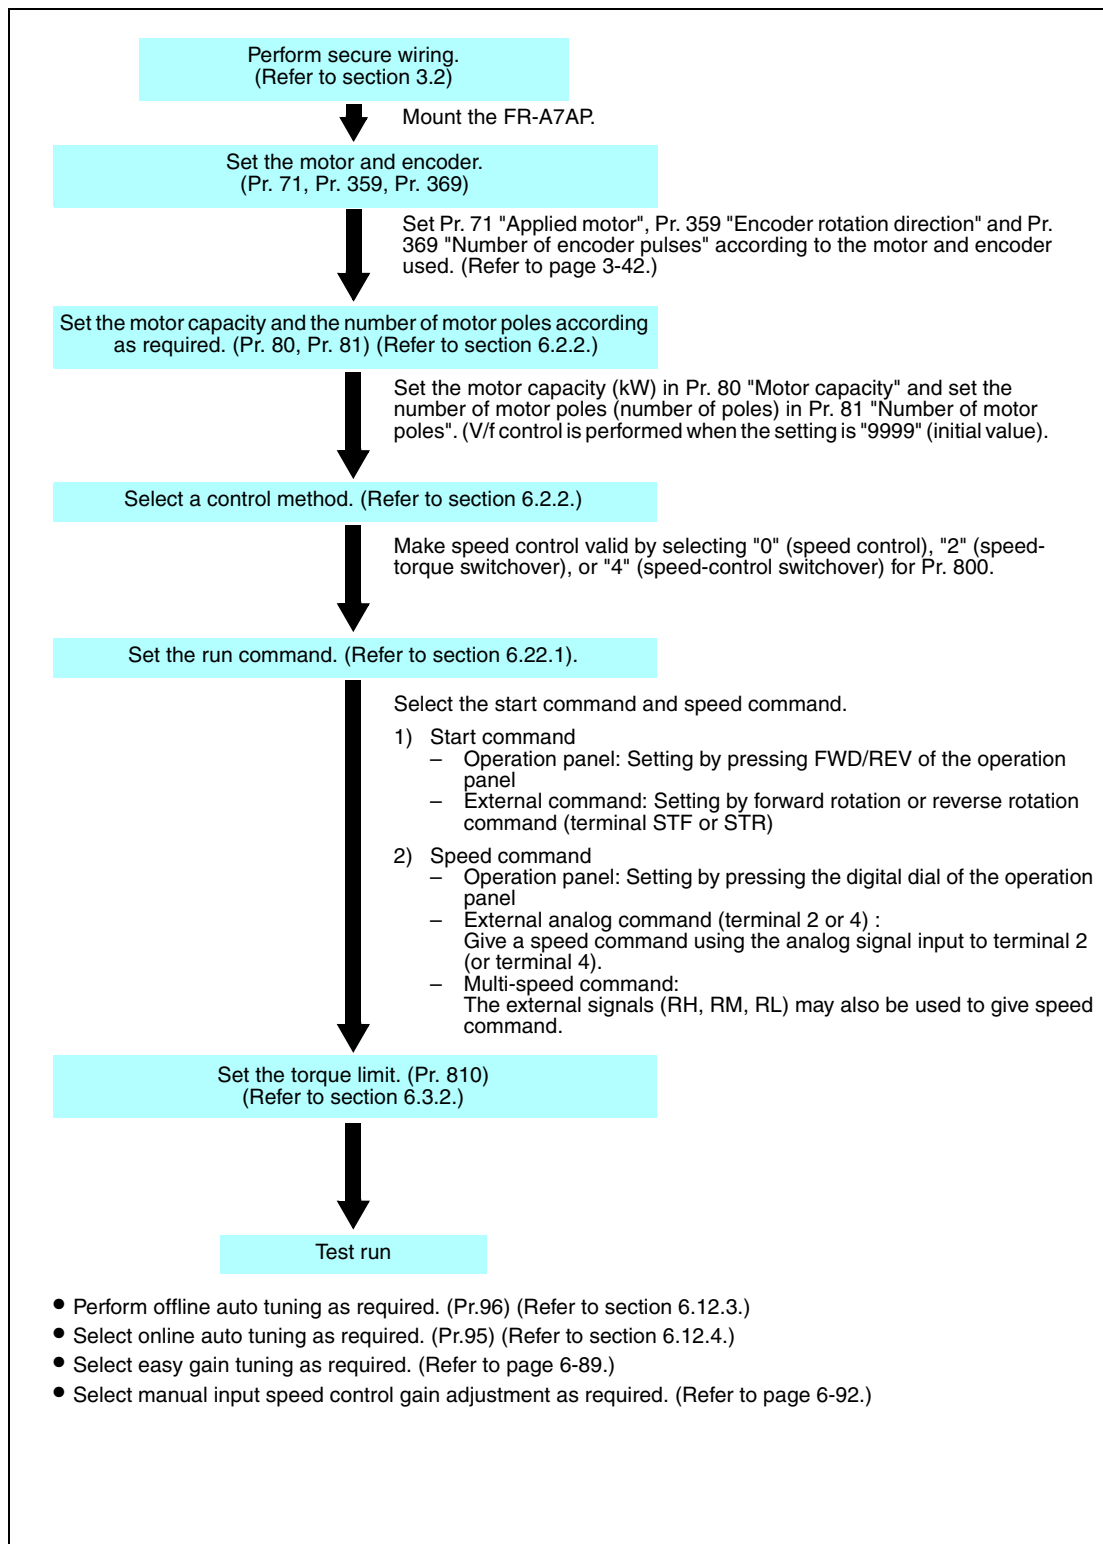 Perform secure wiring.
(Refer to section 3.2)
Mount the FR-A7AP.
Set the motor and encoder.
(Pr. 71, Pr. 359, Pr. 369)
Set Pr. 71 "Applied motor", Pr. 359 "Encoder rotation direction" and Pr.
369 "Number of encoder pulses" according to the motor and encoder
used. (Refer to page 3-42.)
Set the motor capacity and the number of motor poles according
as required. (Pr. 80, Pr. 81) (Refer to section 6.2.2.)
Set the motor capacity (kW) in Pr. 80 "Motor capacity" and set the
number of motor poles (number of poles) in Pr. 81 "Number of motor
poles". (V/f control is performed when the setting is "9999" (initial value).
Select a control method. (Refer to section 6.2.2.)
Make speed control valid by selecting "0" (speed control), "2" (speed-
torque switchover), or "4" (speed-control switchover) for Pr. 800.
Set the run command. (Refer to section 6.22.1).
Select the start command and speed command.
1) Start command
– Operation panel: Setting by pressing FWD/REV of the operation
panel
– External command: Setting by forward rotation or reverse rotation
command (terminal STF or STR)
2) Speed command
– Operation panel: Setting by pressing the digital dial of the operation
panel
– External analog command (terminal 2 or 4) :
Give a speed command using the analog signal input to terminal 2
(or terminal 4).
– Multi-speed command:
The external signals (RH, RM, RL) may also be used to give speed
command.
Set the torque limit. (Pr. 810)
(Refer to section 6.3.2.)
Test run
● Perform offline auto tuning as required. (Pr.96) (Refer to section 6.12.3.)
● Select online auto tuning as required. (Pr.95) (Refer to section 6.12.4.)
● Select easy gain tuning as required. (Refer to page 6-89.)
● Select manual input speed control gain adjustment as required. (Refer to page 6-92.)